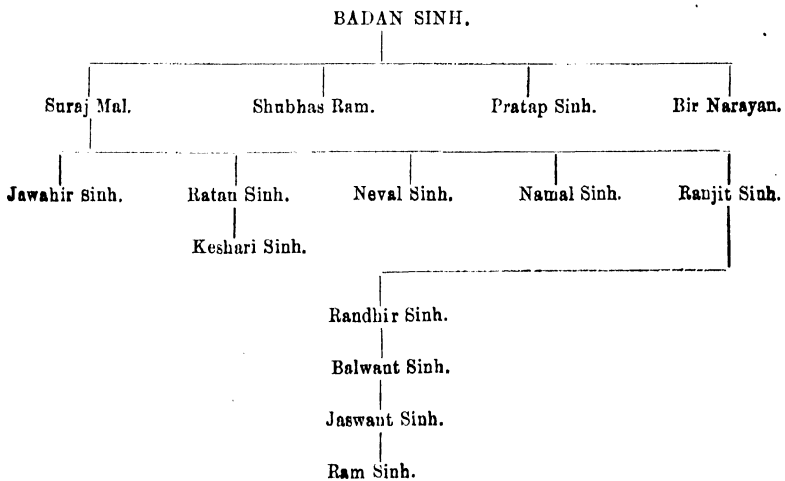 BADAN SINH.
Suraj Mal. Shubhas Ram. Pratap Sinh. Bir Narayan.
Jawahir Sinh. Ratan Sinh. Neval Sinh. Namal Sinh. Ranjit Sinh.
Keshari Sinh.
Randhir Sinh.
Balwant Sinh.
Jaswant Sinh.
Ram Sinh.